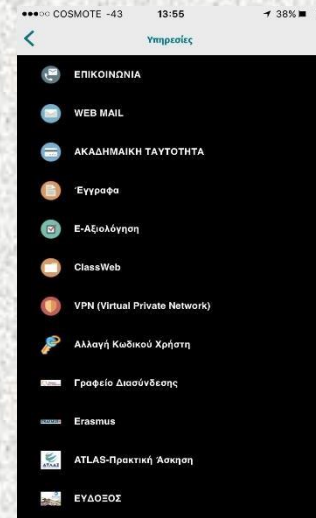 COSMOTE -43 13:55 38%
Υπηρεσίες
ΕΠΙΚΟΙΝΩΝΙΑ
WEB MAIL
ΑΚΑΔΗΜΑΙΚΗ ΤΑΥΤΟΤΗΤΑ
Έγγραφα
Ε-Αξιολόγηση
ClassWeb
VPN (Virtual Private Network)
Αλλαγή Κωδικού Χρήστη
Γραφείο Διασύνδεσης
Erasmus
ATLAS-Πρακτική Άσκηση
ΕΥΔΟΞΟΣ